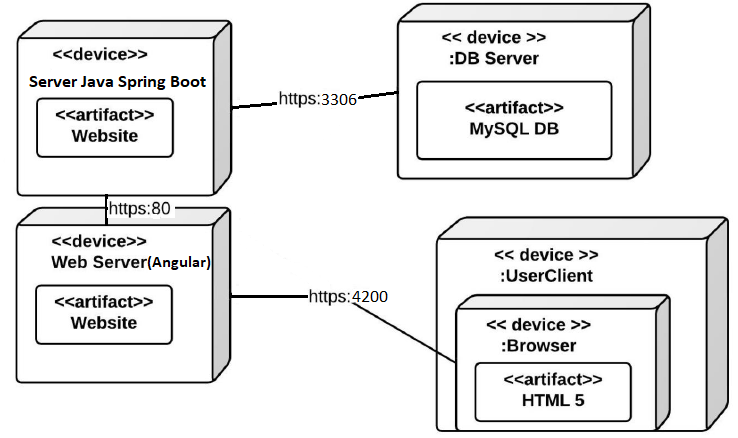 <<device>>
Server Java Spring Boot
<<artifact>>
Website
https:3306
<< device >>
:DB Server
<<artifact>>
MySQL DB
https:80
<<device>>
Web Server(Angular)
<<artifact>>
Website
https:4200
<< device >>
:UserClient
<< device >>
:Browser
<<artifact>>
HTML 5